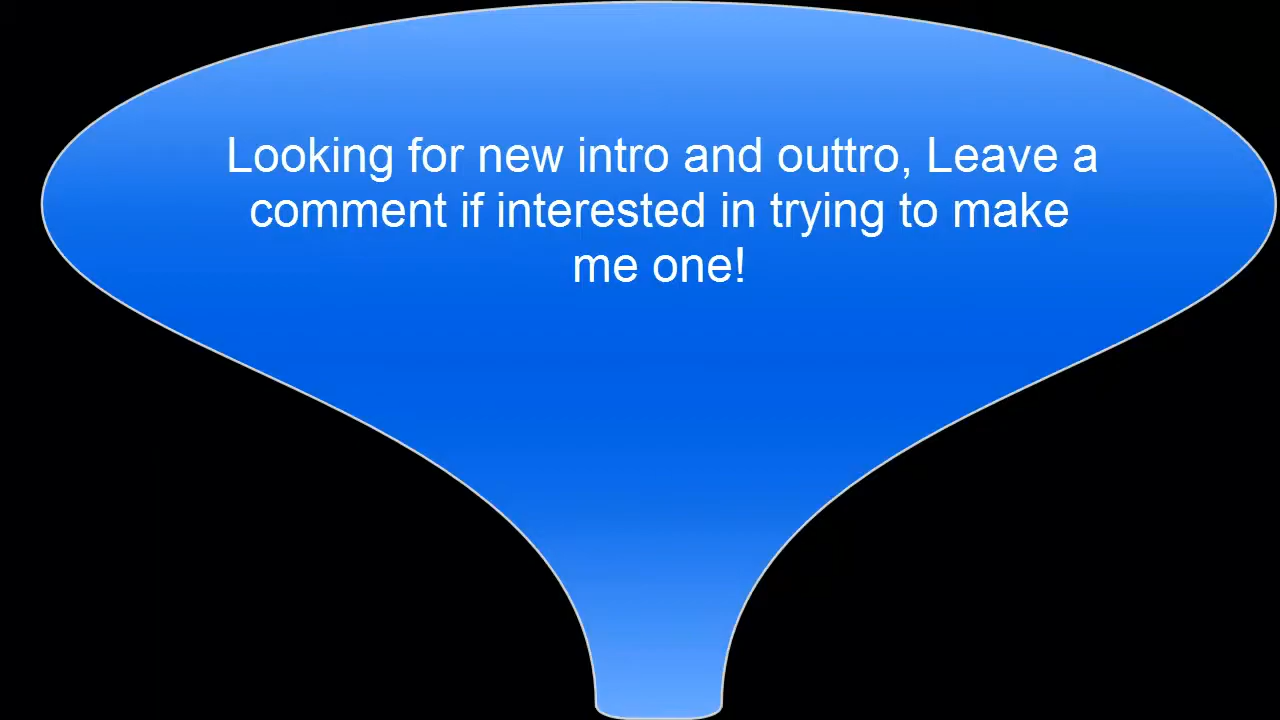 Looking for new intro and outtro, Leave a
comment if interested in trying to make
me one!